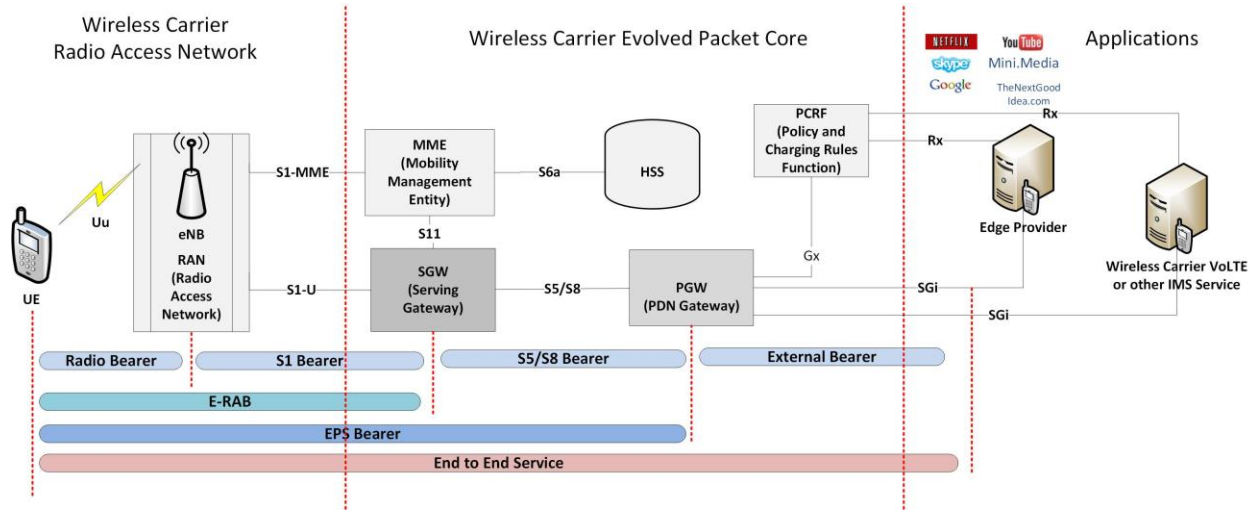 Wireless Carrier
Radio Access Network
Wireless Carrier Evolved Packet Core
Applications
NETFLIX
YouTube
skype
Mini.Media
Google
TheNextGood
Idea.com
PCRF
(Policy and
Charging Rules
Function)
Rx
Rx
MME
(Mobility
Management
Entity)
S1-MME
S6a
HSS
Uu
eNB
RAN
(Radio
Access
Network)
UE
S11
Edge Provider
Gx
SGW
(Serving
Gateway)
S1-U
S5/S8
PGW
(PDN Gateway)
SGi
SGi
Wireless Carrier VoLTE
or other IMS Service
Radio Bearer
S1 Bearer
S5/S8 Bearer
External Bearer
E-RAB
EPS Bearer
End to End Service